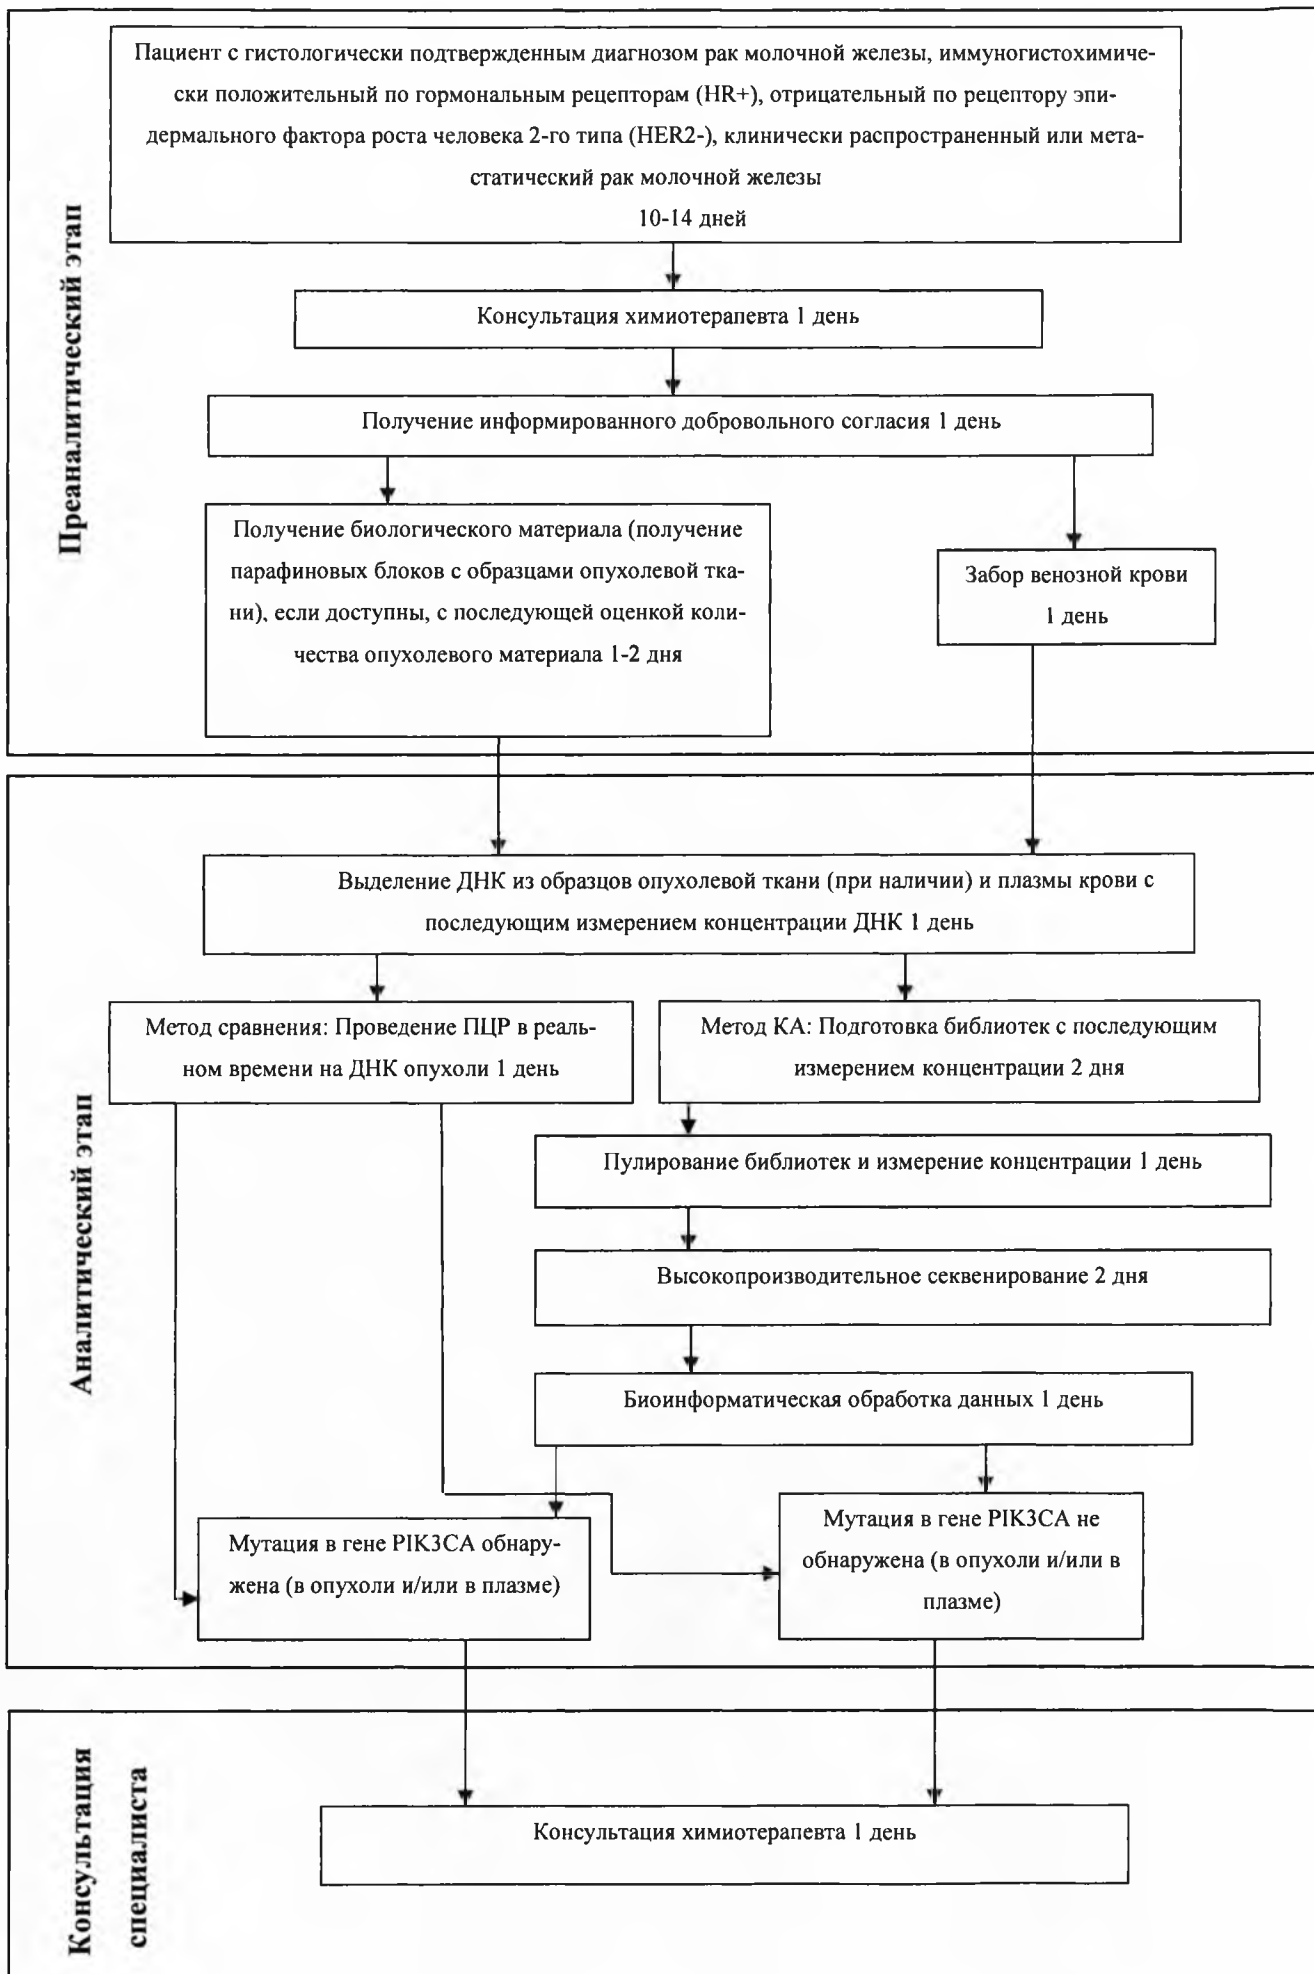 Преаналитический этап
Пациент с гистологически подтвержденным диагнозом рак молочной железы, иммуногистохимиче-
ски положительный по гормональным рецепторам (HR+), отрицательный по рецептору эпи-
дермального фактора роста человека 2-го типа (HER2-), клинически распространенный или мета-
статический рак молочной железы
10-14 дней
Консультация химиотерапевта 1 день
Получение информированного добровольного согласия 1 день
Получение биологического материала (получение
парафиновых блоков с образцами опухолевой тка-
ни), если доступны, с последующей оценкой коли-
чества опухолевого материала 1-2 дня
Забор венозной крови
1 день
Аналитический этап
Выделение ДНК из образцов опухолевой ткани (при наличии) и плазмы крови с
последующим измерением концентрации ДНК 1 день
Метод сравнения: Проведение ПЦР в реаль-
ном времени на ДНК опухоли 1 день
Метод КА: Подготовка библиотек с последующим
измерением концентрации 2 дня
Пулирование библиотек и измерение концентрации 1 день
Высокопроизводительное секвенирование 2 дня
Биоинформатическая обработка данных 1 день
Мутация в гене PIK3CA обнару-
жена (в опухоли и/или в плазме)
Мутация в гене PIK3CA не
обнаружена (в опухоли и/или в
плазме)
Консультация
специалиста
Консультация химиотерапевта 1 день